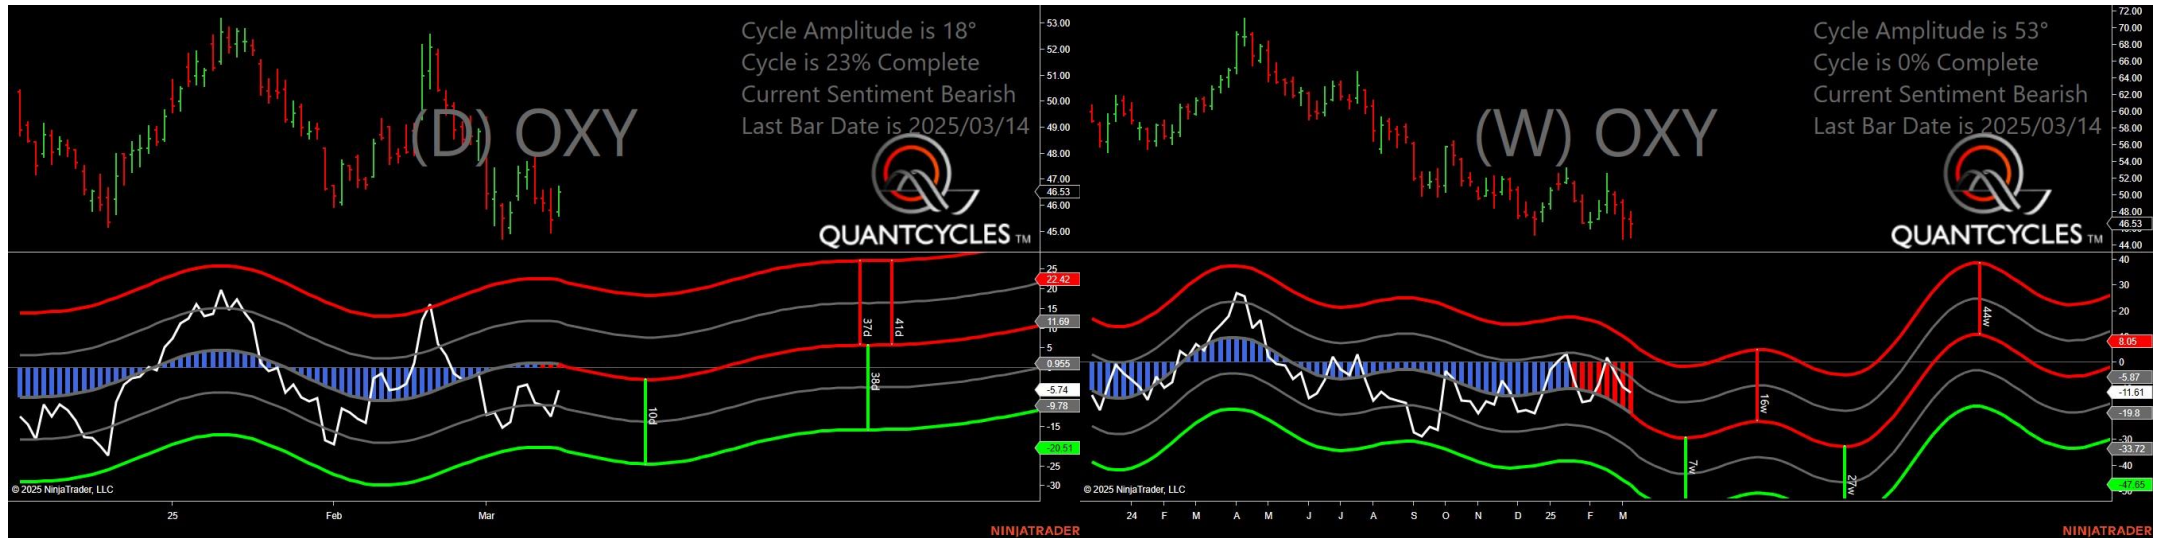 Cycle Amplitude is 18°
Cycle is 23% Complete
Current Sentiment Bearish
Last Bar Date is 2025/03/14
(D) OXY
QUANTCYCLES TM
53.00
52.00
51.00
50.00
49.00
48.00
47.00
46.53
46.00
45.00
25
22.42
20
15
11.69
10
5
0.955
-5.74
-9.78
-15
-20.51
-25
-30
37d
41d
38d
10d
© 2025 NinjaTrader, LLC
25 Feb Mar
NINJATRADER
Cycle Amplitude is 53°
Cycle is 0% Complete
Current Sentiment Bearish
Last Bar Date is 2025/03/14
(W) OXY
QUANTCYCLES TM
72.00
70.00
68.00
66.00
64.00
62.00
60.00
58.00
56.00
54.00
52.00
50.00
48.00
46.53
44.00
40
30
20
8.05
0
-5.87
-11.61
-19.8
-30
-33.72
-40
-47.65
44w
16w
7w
27w
© 2025 NinjaTrader, LLC
24 F M A M J J A S O N D 25 F M
NINJATRADER